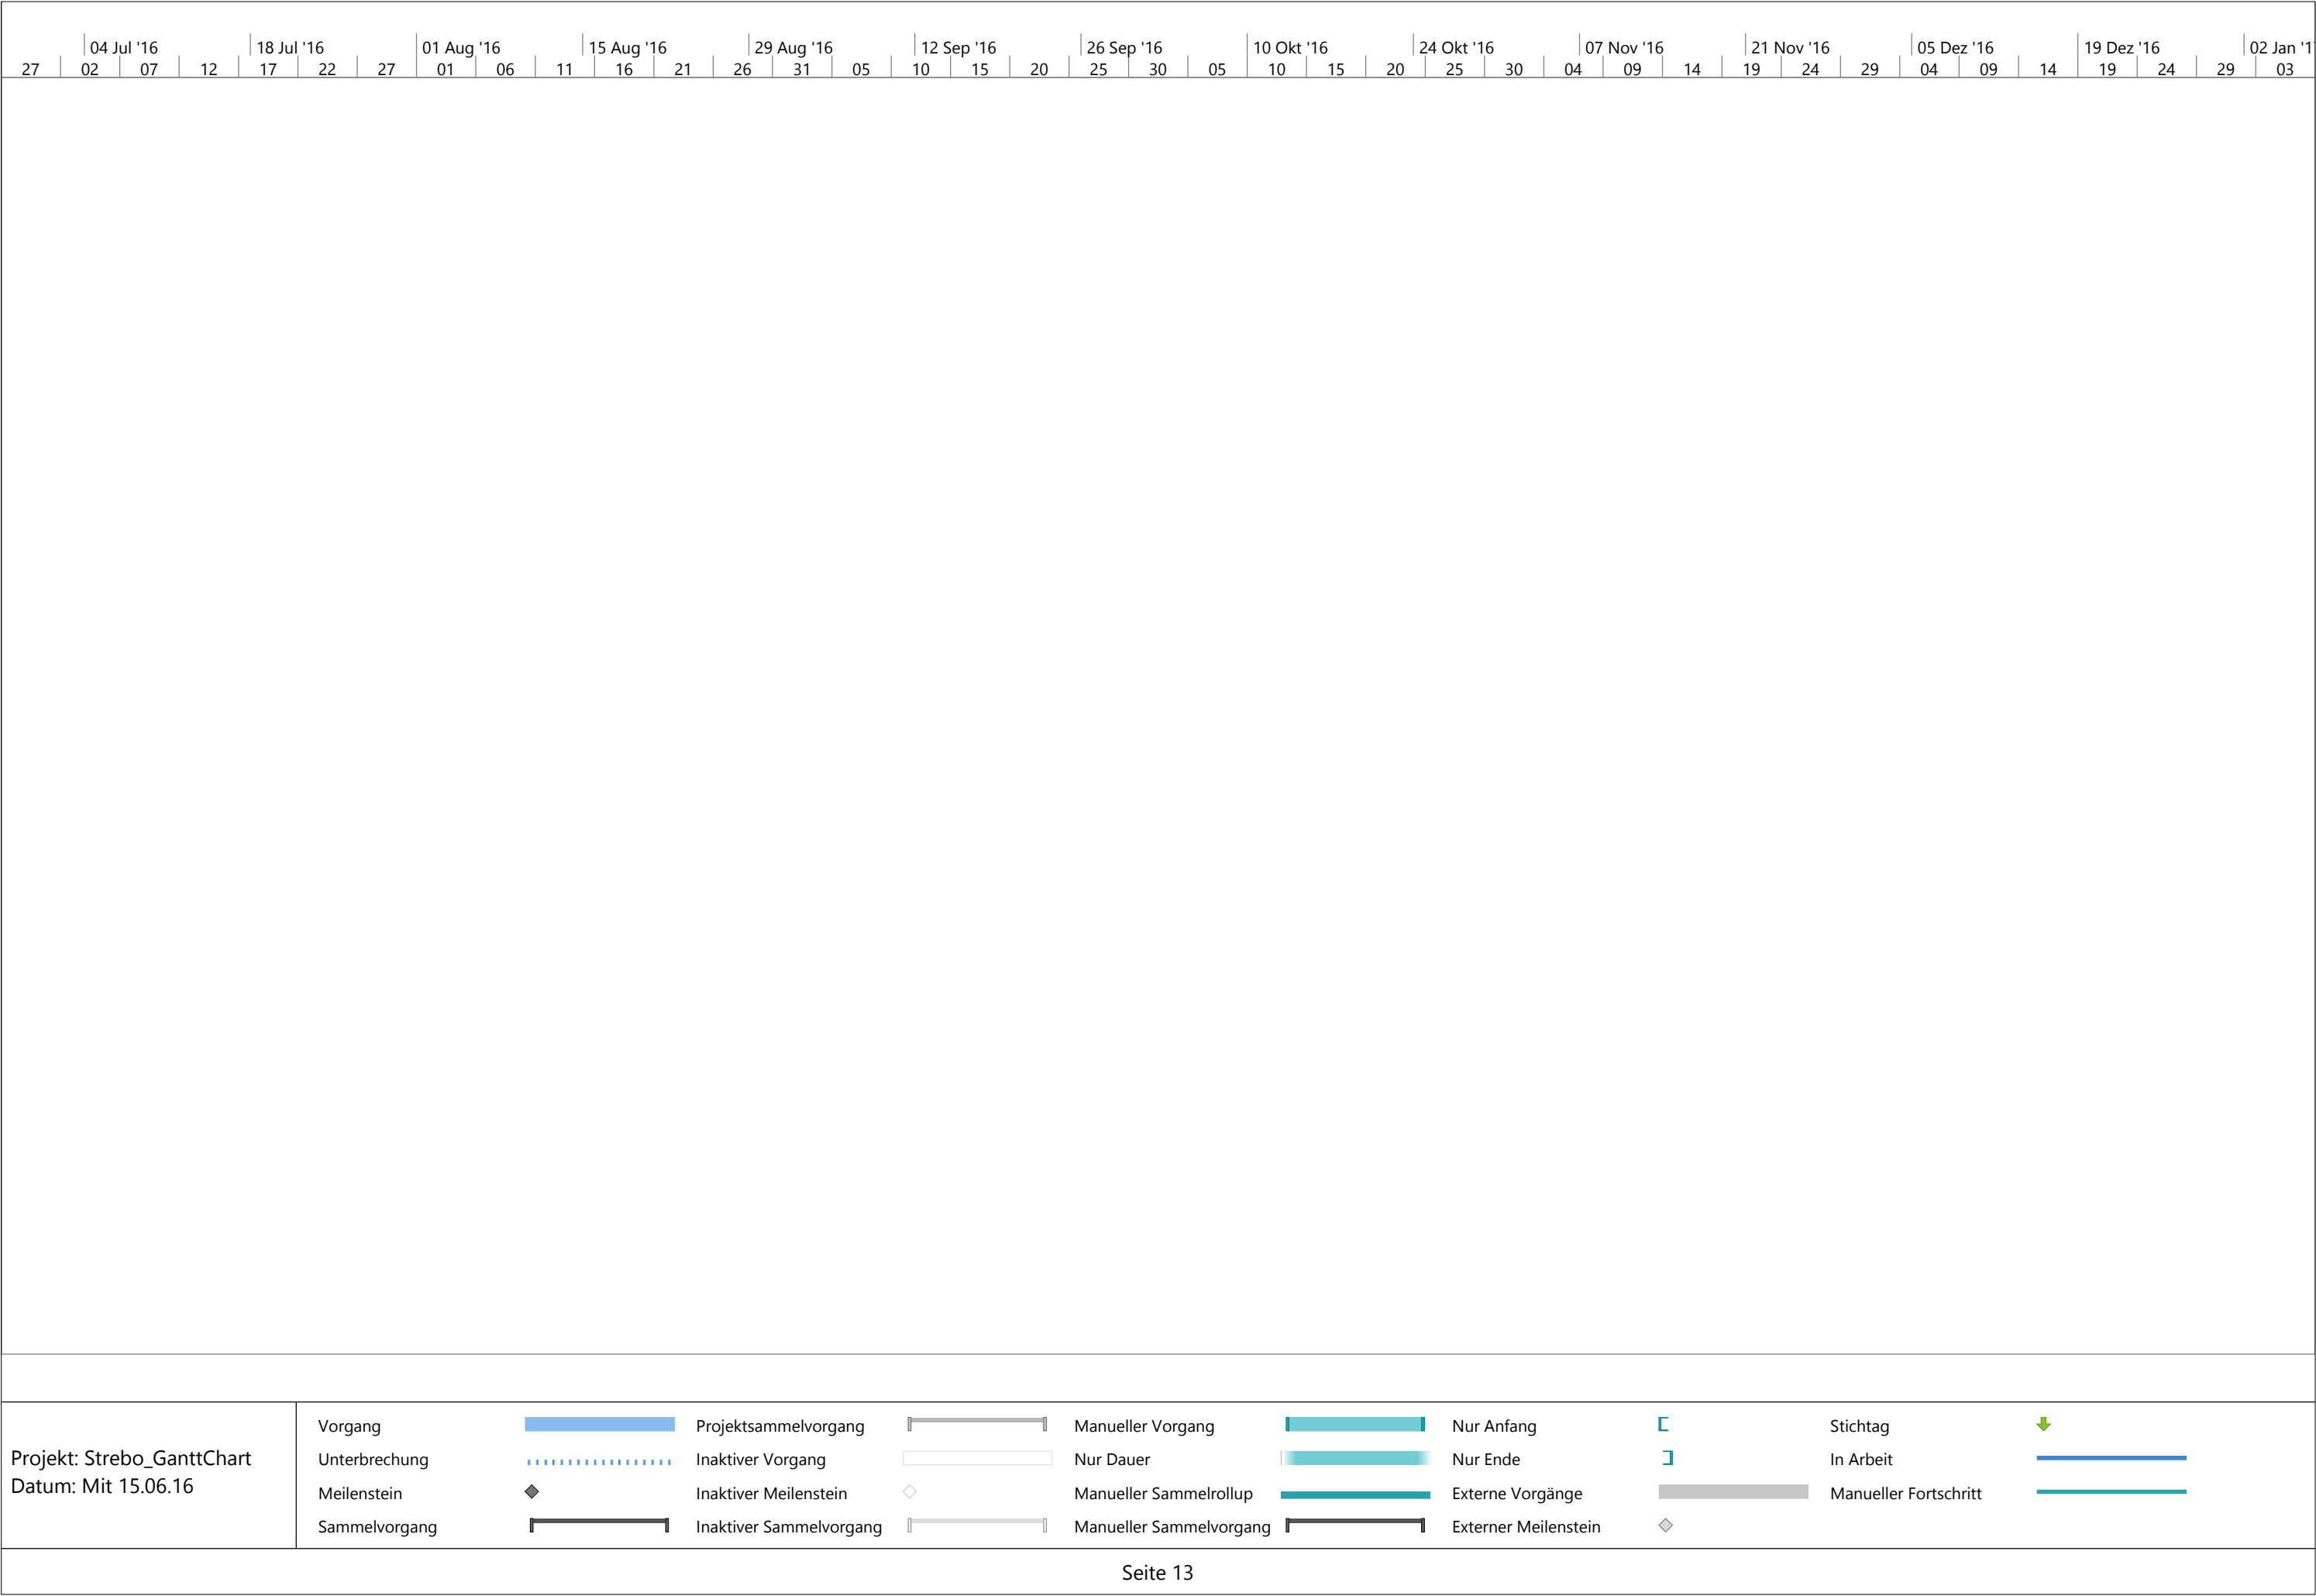 04 Jul '16 18 Jul '16 01 Aug '16 15 Aug '16 29 Aug '16 12 Sep '16 26 Sep '16 10 Okt '16 24 Okt '16 07 Nov '16 21 Nov '16 05 Dez '16 19 Dez '16 02 Jan '1
27 02 07 12 17 22 27 01 06 11 16 21 26 31 05 10 15 20 25 30 05 10 15 20 25 30 04 09 14 19 24 29 04 09 14 19 24 29 03
Projekt: Strebo_GanttChart
Datum: Mit 15.06.16
Vorgang
Unterbrechung
Meilenstein
Sammelvorgang
Projektsammelvorgang
Inaktiver Vorgang
Inaktiver Meilenstein
Inaktiver Sammelvorgang
Manueller Vorgang
Nur Dauer
Manueller Sammelrollup
Manueller Sammelvorgang
Nur Anfang
Nur Ende
Externe Vorgänge
Externer Meilenstein
Stichtag
In Arbeit
Manueller Fortschritt
Seite 13